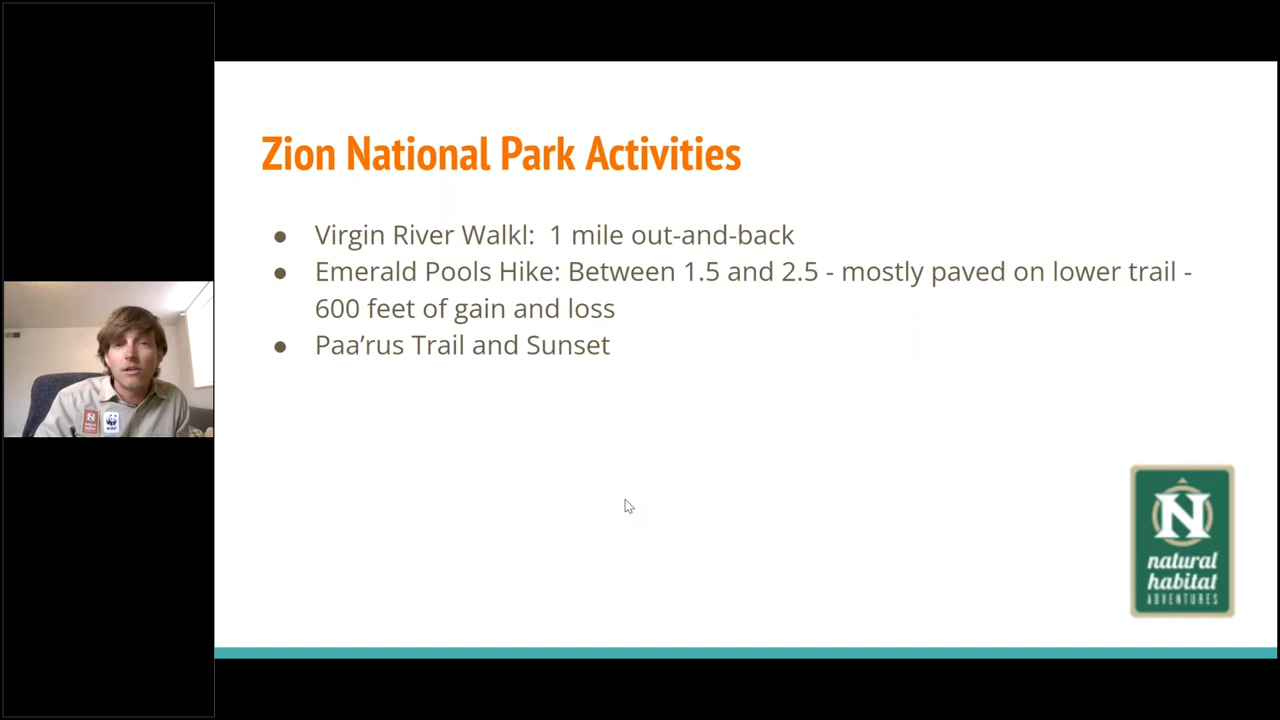 Zion National Park Activities
● Virgin River Walkl: 1 mile out-and-back
● Emerald Pools Hike: Between 1.5 and 2.5 - mostly paved on lower trail -
600 feet of gain and loss
● Paa’rus Trail and Sunset
N
natural
habitat
ADVENTURES
N
WWF